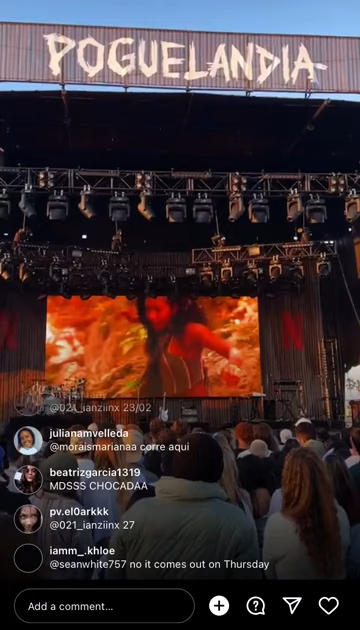 POGUELANDIA
@021_ianziinx 23/02
julianamvelleda
@moraismarianaa corre aqui
beatrizgarcia1319
MDSSS CHOCADAA
pv.el0arkkk
@021_ianziinx 27
iamm_.khloe
@seanwhite757 no it comes out on Thursday
Add a comment...